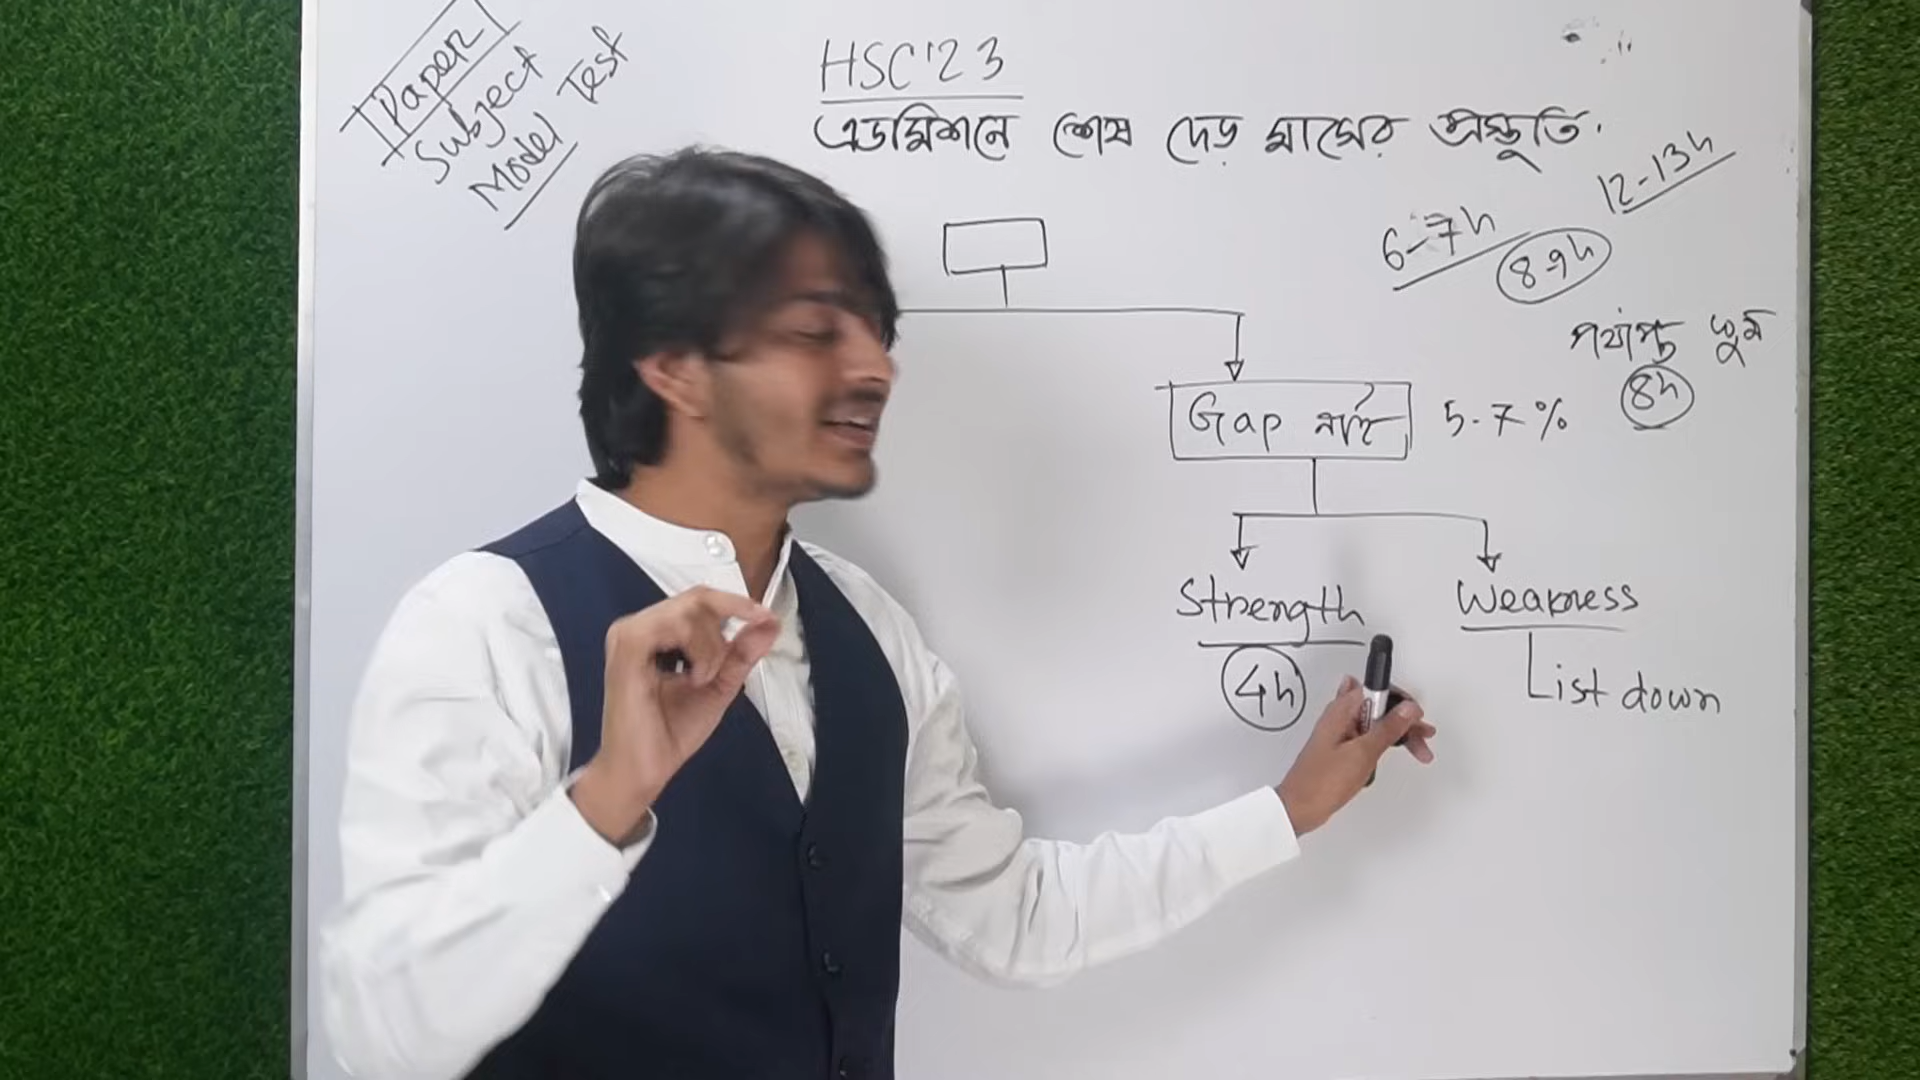 Paper
Subject
Model Test
HSC'23
এডমিশনে শেষ দেড় মাসের প্রস্তুতি.
12-13h
6-7h
8-9h
পর্যাপ্ত ঘুম
8h
Gap নাই
5-7%
Strength
Weakness
4h
List down